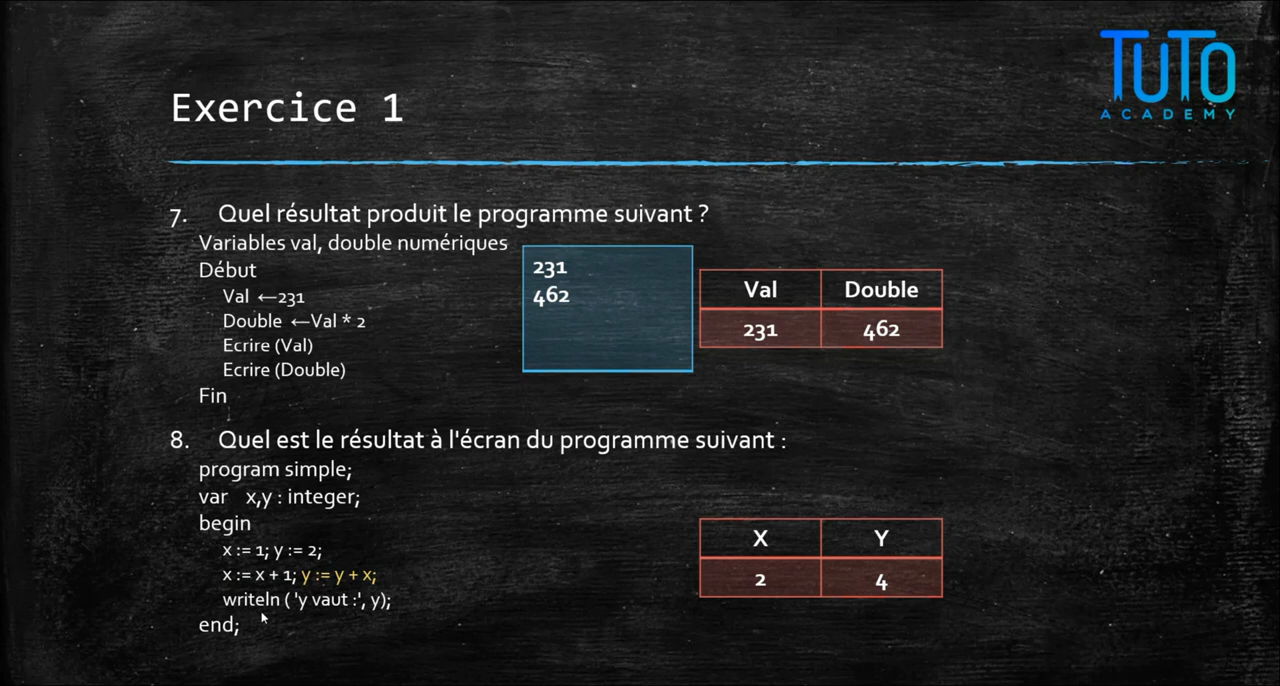 TUTO
ACADEMY
Exercice 1
7. Quel résultat produit le programme suivant ?
Variables val, double numériques
Début
Val ←231
Double ←Val * 2
Ecrire (Val)
Ecrire (Double)
Fin
231
462
Val Double
231 462
8. Quel est le résultat à l'écran du programme suivant :
program simple;
var x,y : integer;
begin
x := 1; y := 2;
x := x + 1; y := y + x;
writeln ( 'y vaut :', y);
end;
X Y
2 4